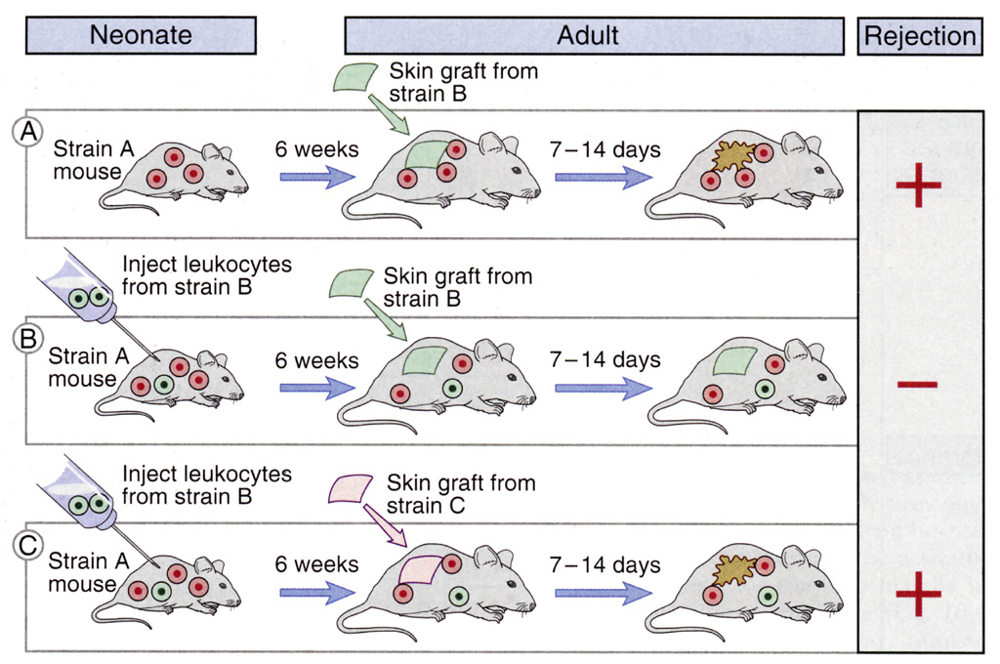 Neonate
Adult
Rejection
Skin graft from
strain B
A
Strain A
mouse
6 weeks
7–14 days
+
Inject leukocytes
from strain B
Skin graft from
strain B
B
Strain A
mouse
6 weeks
7–14 days
−
Inject leukocytes
from strain B
Skin graft from
strain C
C
Strain A
mouse
6 weeks
7–14 days
+